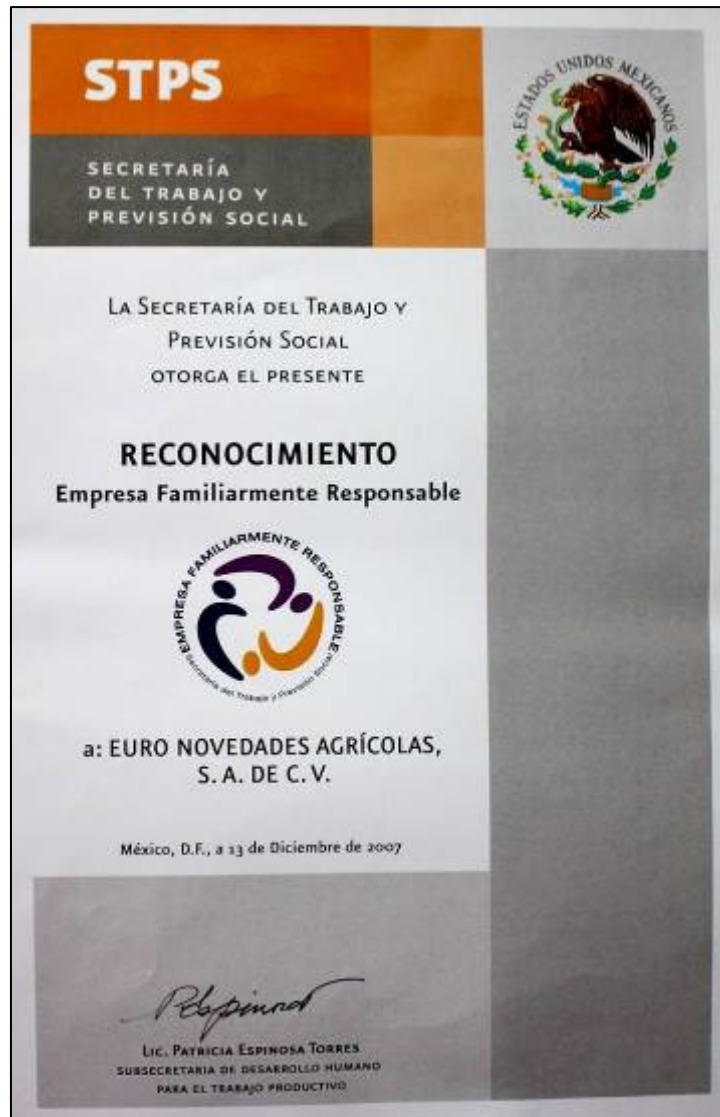 STPS
SECRETARÍA
DEL TRABAJO Y
PREVISIÓN SOCIAL
ESTADOS UNIDOS MEXICANOS
La Secretaría del Trabajo y
Previsión Social
otorga el presente
RECONOCIMIENTO
Empresa Familiarmente Responsable
EMPRESA FAMILIARMENTE RESPONSABLE
Secretaría del Trabajo y Previsión Social
a: EURO NOVEDADES AGRÍCOLAS,
S. A. DE C. V.
México, D.F., a 13 de Diciembre de 2007
Lic. Patricia Espinosa Torres
subsecretaria de desarrollo humano
para el trabajo productivo